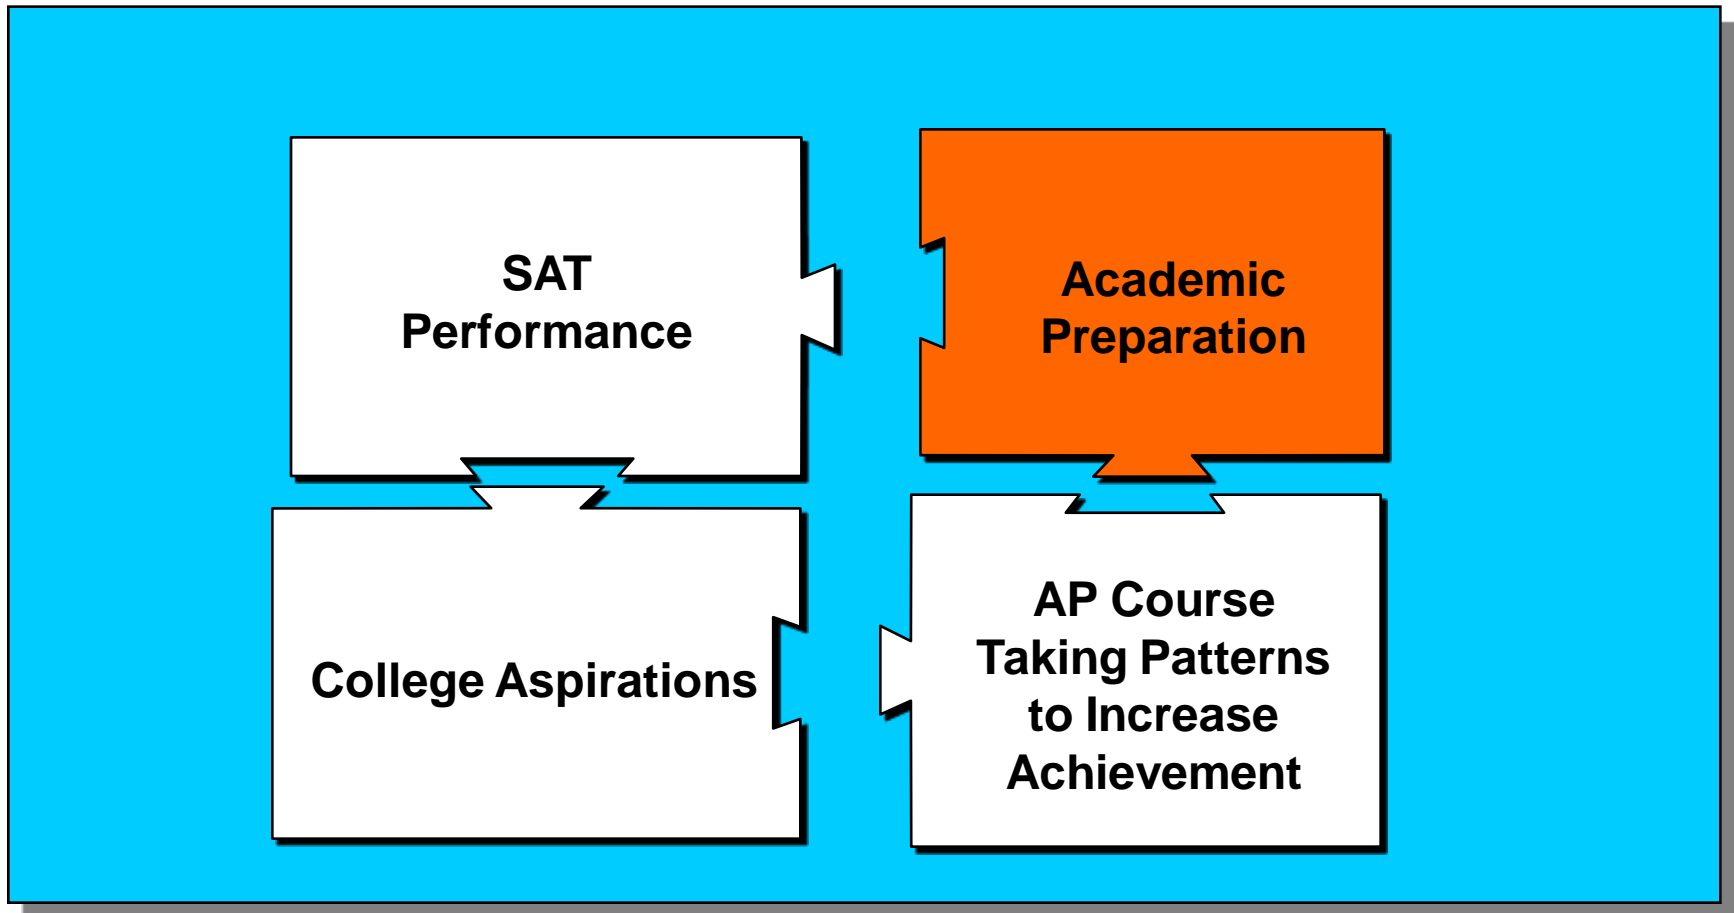 SAT
Performance
Academic
Preparation
College Aspirations
AP Course
Taking Patterns
to Increase
Achievement